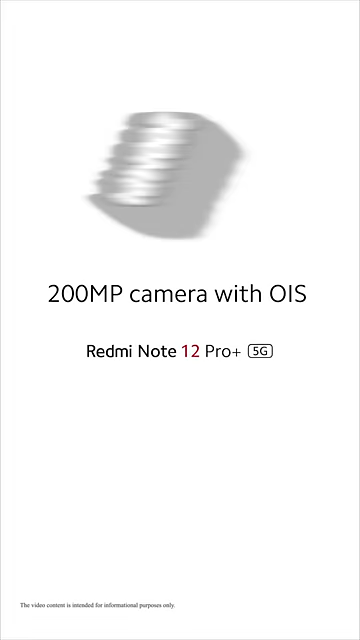 200MP camera with OIS
Redmi Note 12 Pro+ 5G
The video content is intended for informational purposes only.